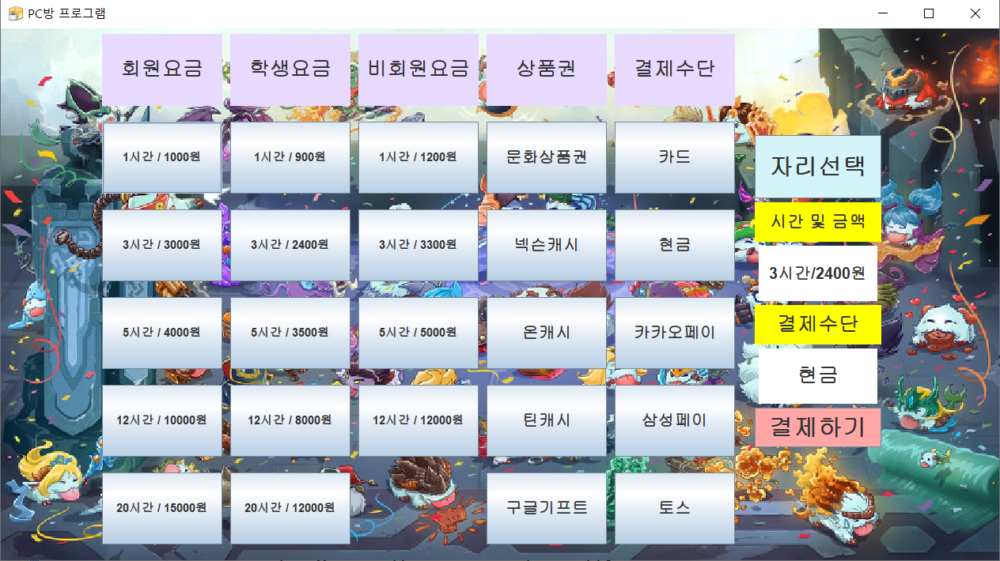 PC방 프로그램
회원요금 학생요금 비회원요금 상품권 결제수단
1시간 / 1000원 1시간 / 900원 1시간 / 1200원 문화상품권 카드
자리선택
시간 및 금액
3시간 / 3000원 3시간 / 2400원 3시간 / 3300원 넥슨캐시 현금
3시간/2400원
결제수단
5시간 / 4000원 5시간 / 3500원 5시간 / 5000원 온캐시 카카오페이
현금
12시간 / 10000원 12시간 / 8000원 12시간 / 12000원 틴캐시 삼성페이
결제하기
20시간 / 15000원 20시간 / 12000원 구글기프트 토스